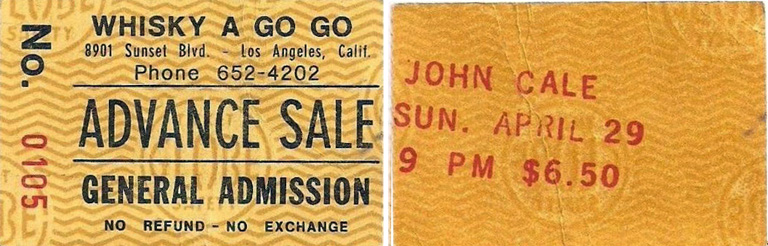 No. 0105
WHISKY A GO GO
8901 Sunset Blvd. - Los Angeles, Calif.
Phone 652-4202
ADVANCE SALE
GENERAL ADMISSION
NO REFUND - NO EXCHANGE
JOHN CALE
SUN. APRIL 29
9 PM $6.50